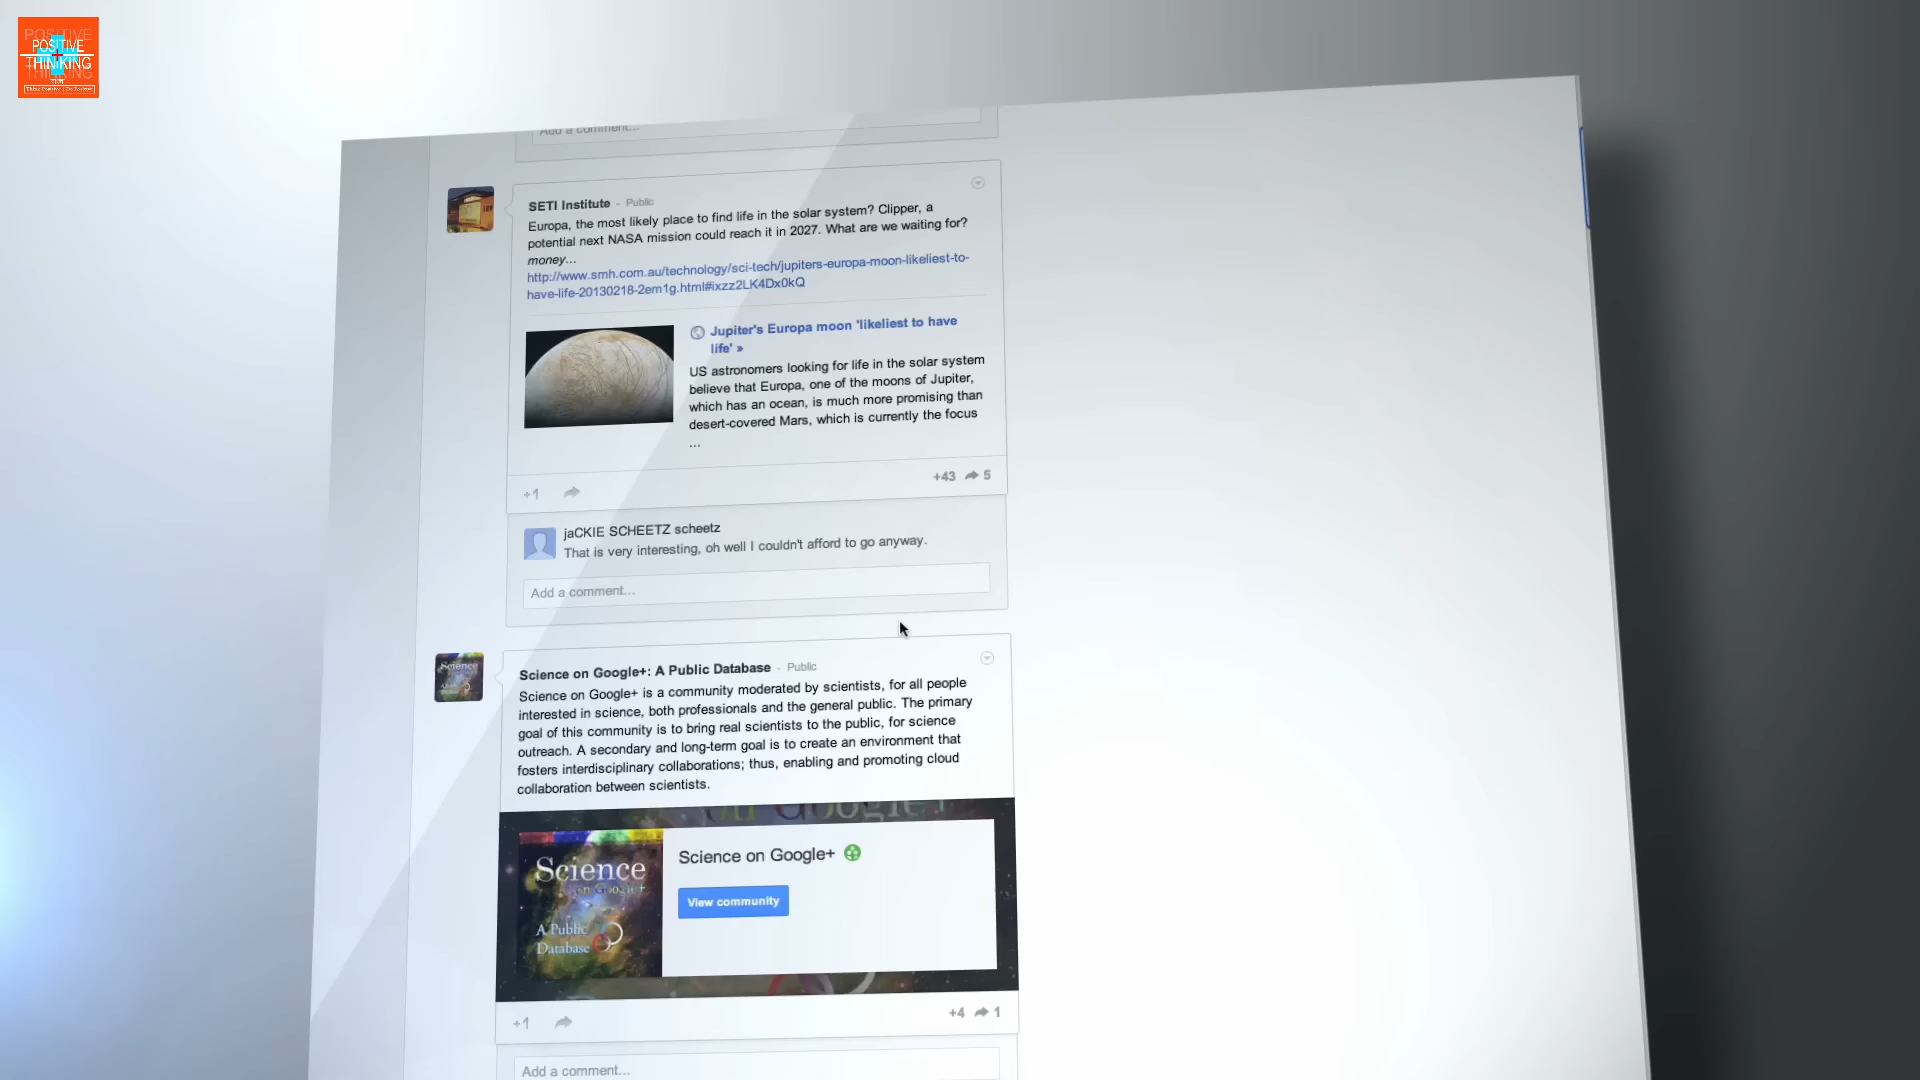 POSITIVE
POSITIVE
THINKING
THINKING
Add a comment...
SETI Institute - Public
Europa, the most likely place to find life in the solar system? Clipper, a
potential next NASA mission could reach it in 2027. What are we waiting for?
money...
http://www.smh.com.au/technology/sci-tech/jupiters-europa-moon-likeliest-to-
have-life-20130218-2em1g.html#ixzz2LK4Dx0kQ
Jupiter's Europa moon 'likeliest to have
life' »
US astronomers looking for life in the solar system
believe that Europa, one of the moons of Jupiter,
which has an ocean, is much more promising than
desert-covered Mars, which is currently the focus
...
+1
+43 5
jaCKIE SCHEETZ scheetz
That is very interesting, oh well I couldn't afford to go anyway.
Add a comment...
Science on Google+: A Public Database - Public
Science on Google+ is a community moderated by scientists, for all people
interested in science, both professionals and the general public. The primary
goal of this community is to bring real scientists to the public, for science
outreach. A secondary and long-term goal is to create an environment that
fosters interdisciplinary collaborations; thus, enabling and promoting cloud
collaboration between scientists.
on Google+
Science
on Google+
A Public
Database
Science on Google+
View community
+1
+4 1
Add a comment...